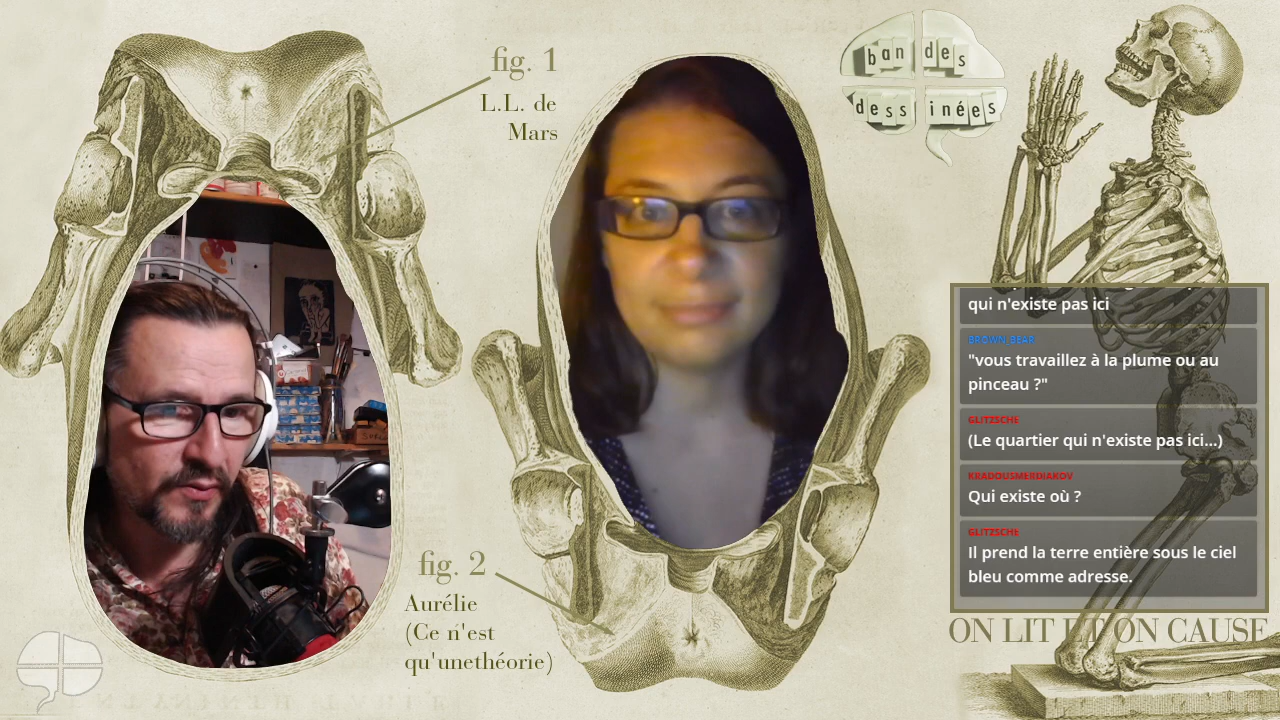 fig. 1
L.L. de
Mars
ban des
dess inées
qui n'existe pas ici
BROWN_BEAR
"vous travaillez à la plume ou au
pinceau ?"
GLITZSCHE
(Le quartier qui n'existe pas ici...)
KRADOUSMERDIAKOV
Qui existe où ?
GLITZSCHE
Il prend la terre entière sous le ciel
bleu comme adresse.
fig. 2
Aurélie
(Ce n'est
qu'unethéorie)
ON LIT ET ON CAUSE